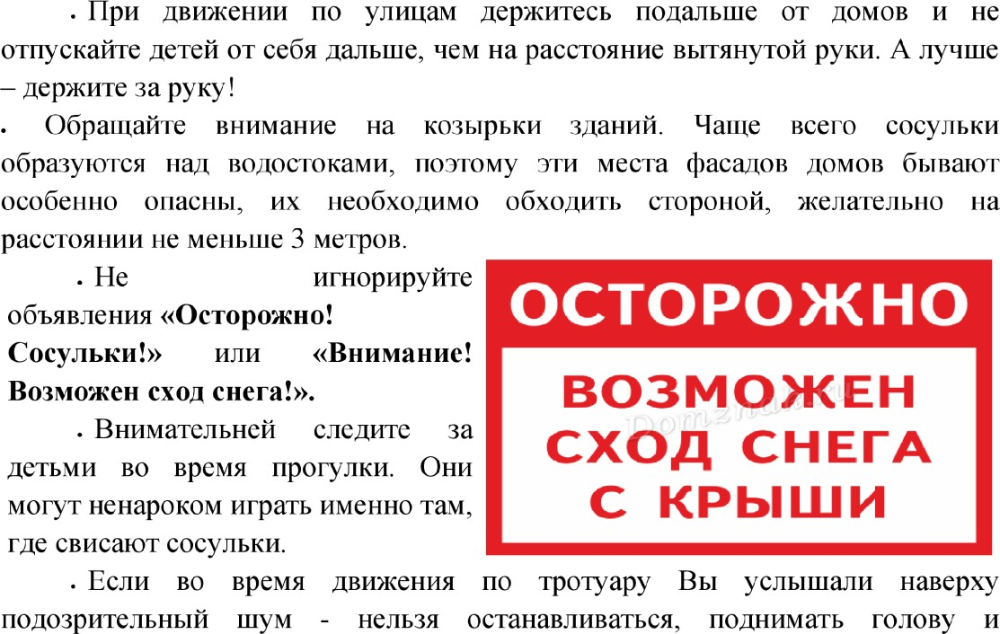 • При движении по улицам держитесь подальше от домов и не
отпускайте детей от себя дальше, чем на расстояние вытянутой руки. А лучше
– держите за руку!
• Обращайте внимание на козырьки зданий. Чаще всего сосульки
образуются над водостоками, поэтому эти места фасадов домов бывают
особенно опасны, их необходимо обходить стороной, желательно на
расстоянии не меньше 3 метров.
• Не игнорируйте
объявления «Осторожно!
Сосульки!» или «Внимание!
Возможен сход снега!».
• Внимательней следите за
детьми во время прогулки. Они
могут ненароком играть именно там,
где свисают сосульки.
ОСТОРОЖНО
ВОЗМОЖЕН
СХОД СНЕГА
С КРЫШИ
Domznak.ru
• Если во время движения по тротуару Вы услышали наверху
подозрительный шум - нельзя останавливаться, поднимать голову и